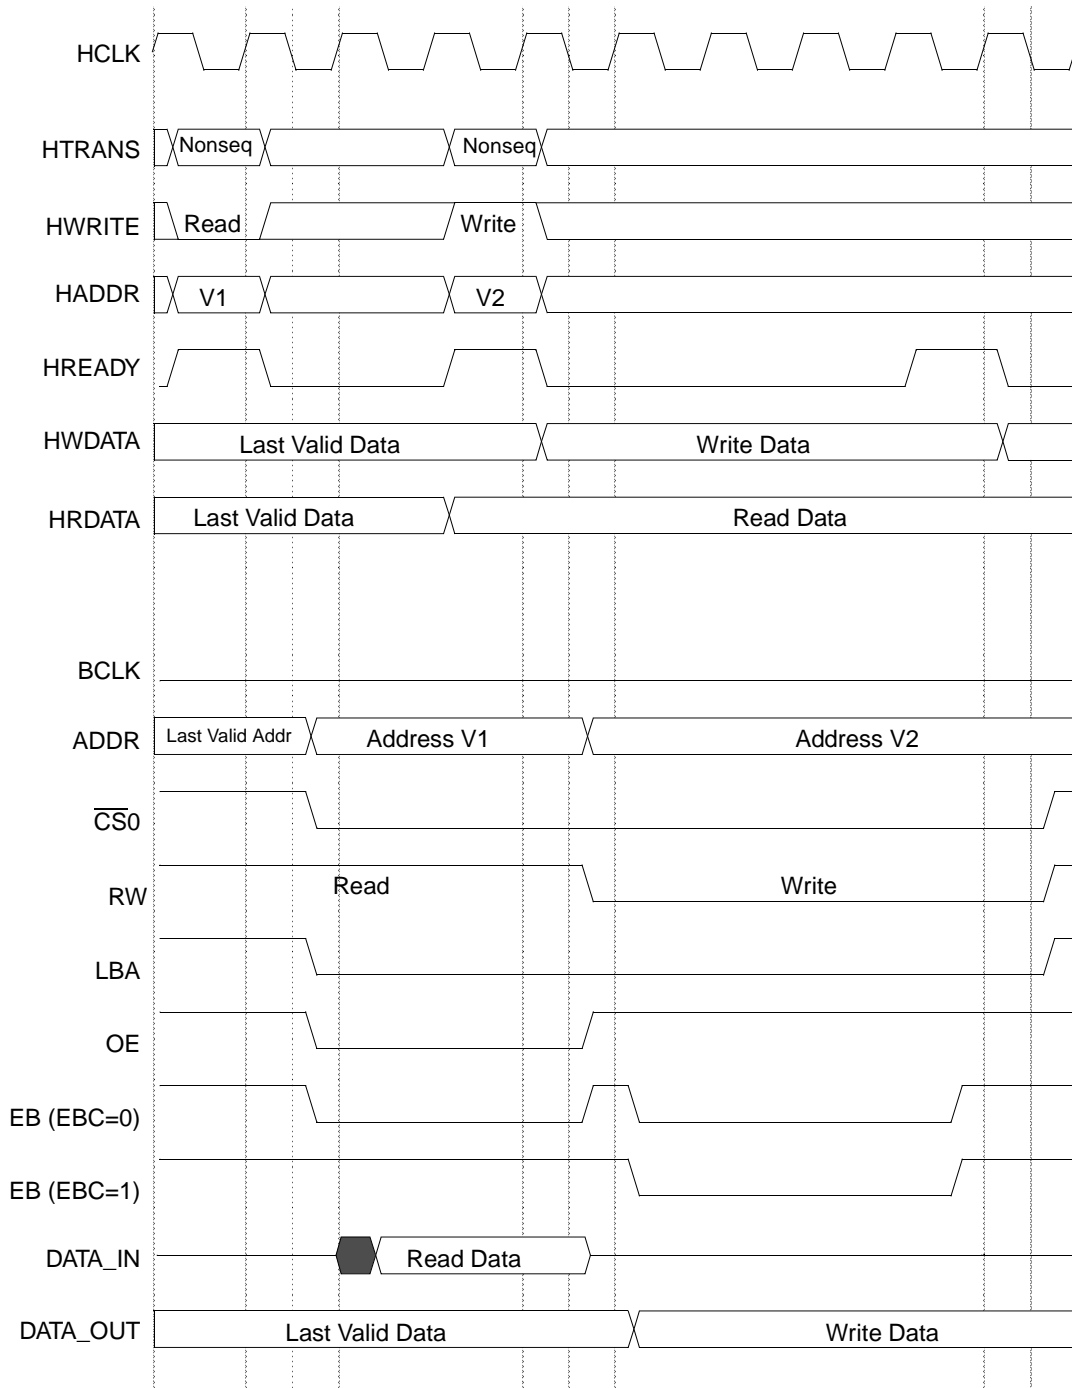 HCLK
HTRANS Nonseq Nonseq
HWRITE Read Write
HADDR V1 V2
HREADY
HWDATA Last Valid Data Write Data
HRDATA Last Valid Data Read Data
BCLK
ADDR Last Valid Addr Address V1 Address V2
CS0
RW Read Write
LBA
OE
EB (EBC=0)
EB (EBC=1)
DATA_IN Read Data
DATA_OUT Last Valid Data Write Data